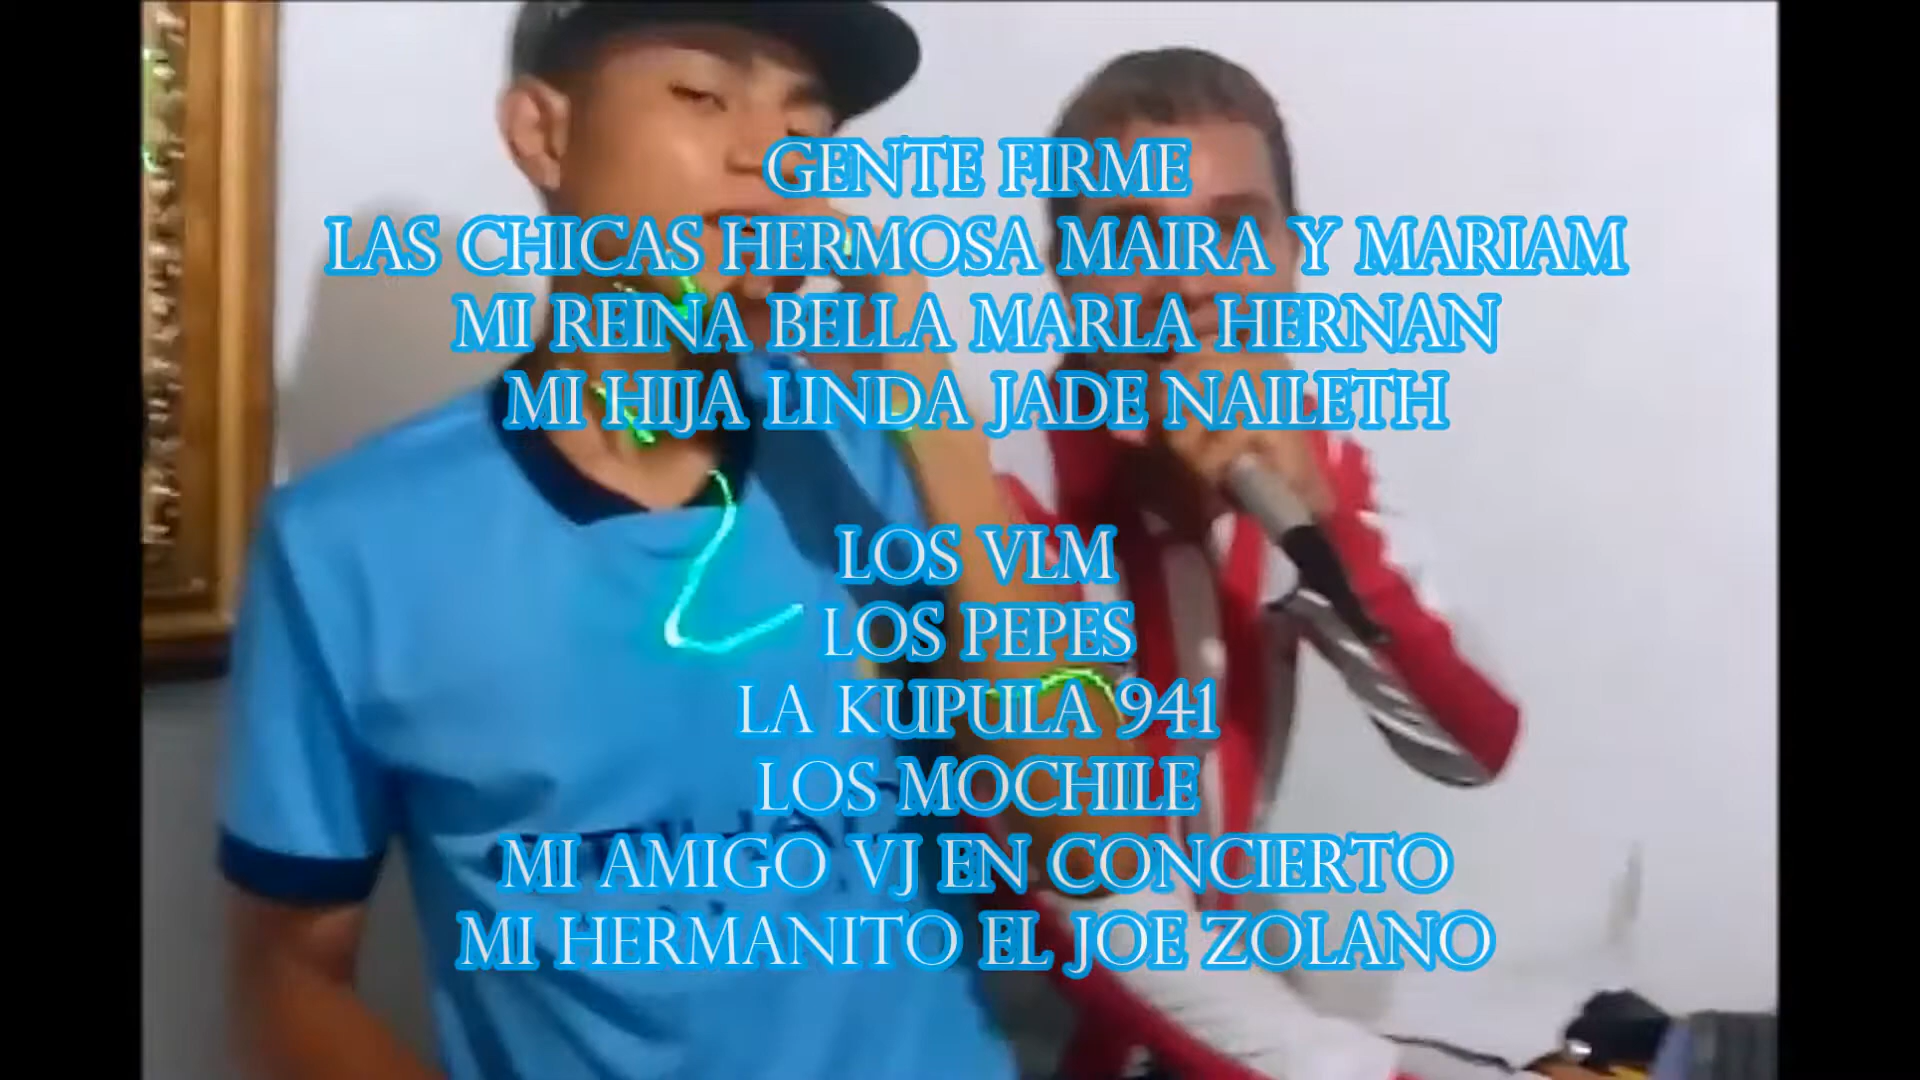 GENTE FIRME
LAS CHICAS HERMOSA MAIRA Y MARIAM
MI REINA BELLA MARLA HERNAN
MI HIJA LINDA JADE NAILETH
LOS VLM
LOS PEPES
LA KUPULA 941
LOS MOCHILE
MI AMIGO VJ EN CONCIERTO
MI HERMANITO EL JOE ZOLANO